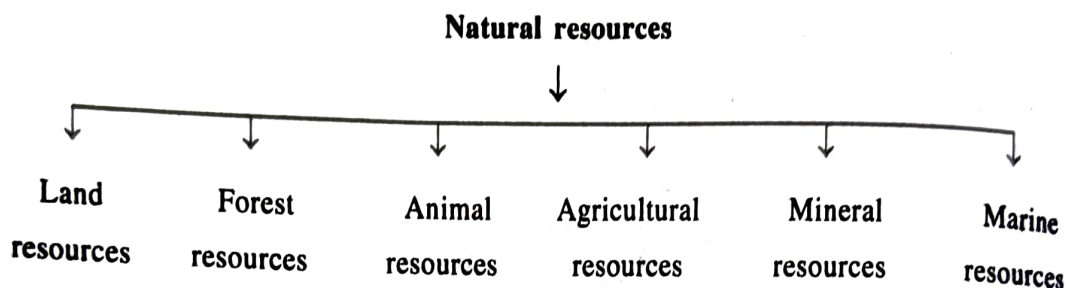 Natural resources
Land
resources
Forest
resources
Animal
resources
Agricultural
resources
Mineral
resources
Marine
resources